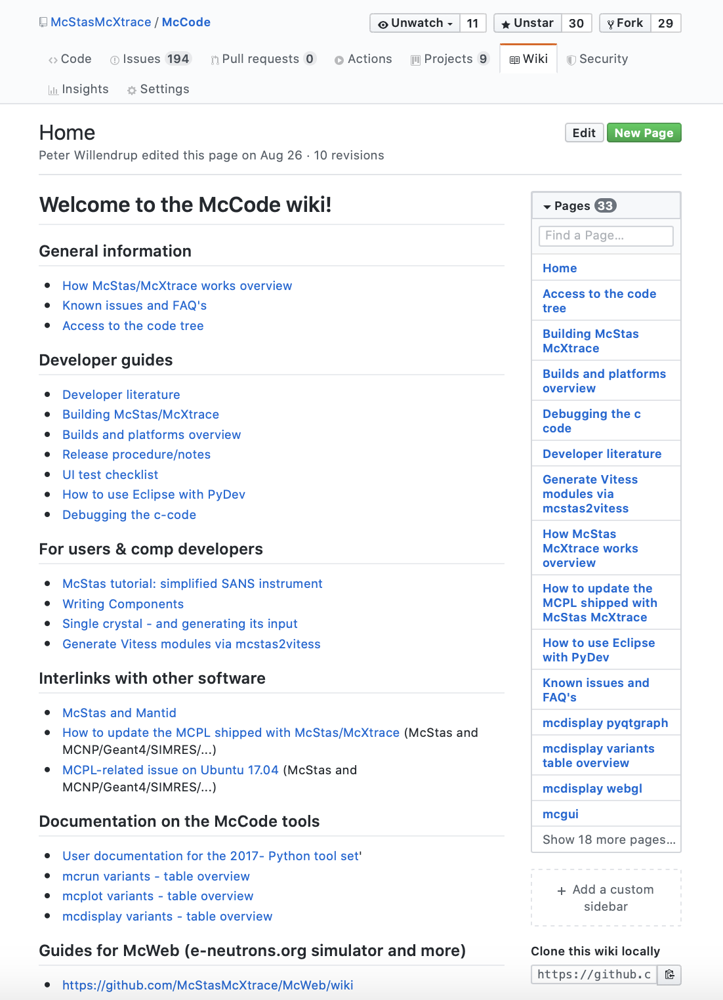 McStasMcXtrace / McCode
Unwatch 11 Unstar 30 Fork 29
Code Issues 194 Pull requests 0 Actions Projects 9 Wiki Security
Insights Settings
Home
Edit New Page
Peter Willendrup edited this page on Aug 26 · 10 revisions
Welcome to the McCode wiki!
General information
How McStas/McXtrace works overview
Known issues and FAQ's
Access to the code tree
Developer guides
Developer literature
Building McStas/McXtrace
Builds and platforms overview
Release procedure/notes
UI test checklist
How to use Eclipse with PyDev
Debugging the c-code
For users & comp developers
McStas tutorial: simplified SANS instrument
Writing Components
Single crystal - and generating its input
Generate Vitess modules via mcstas2vitess
Interlinks with other software
McStas and Mantid
How to update the MCPL shipped with McStas/McXtrace (McStas and
MCNP/Geant4/SIMRES/...)
MCPL-related issue on Ubuntu 17.04 (McStas and
MCNP/Geant4/SIMRES/...)
Documentation on the McCode tools
User documentation for the 2017- Python tool set'
mcrun variants - table overview
mcplot variants - table overview
mcdisplay variants - table overview
Guides for McWeb (e-neutrons.org simulator and more)
https://github.com/McStasMcXtrace/McWeb/wiki
Pages 33
Find a Page...
Home
Access to the code
tree
Building McStas
McXtrace
Builds and platforms
overview
Debugging the c
code
Developer literature
Generate Vitess
modules via
mcstas2vitess
How McStas
McXtrace works
overview
How to update the
MCPL shipped with
McStas McXtrace
How to use Eclipse
with PyDev
Known issues and
FAQ's
mcdisplay pyqtgraph
mcdisplay variants
table overview
mcdisplay webgl
mcgui
Show 18 more pages...
+ Add a custom
sidebar
Clone this wiki locally
https://github.c